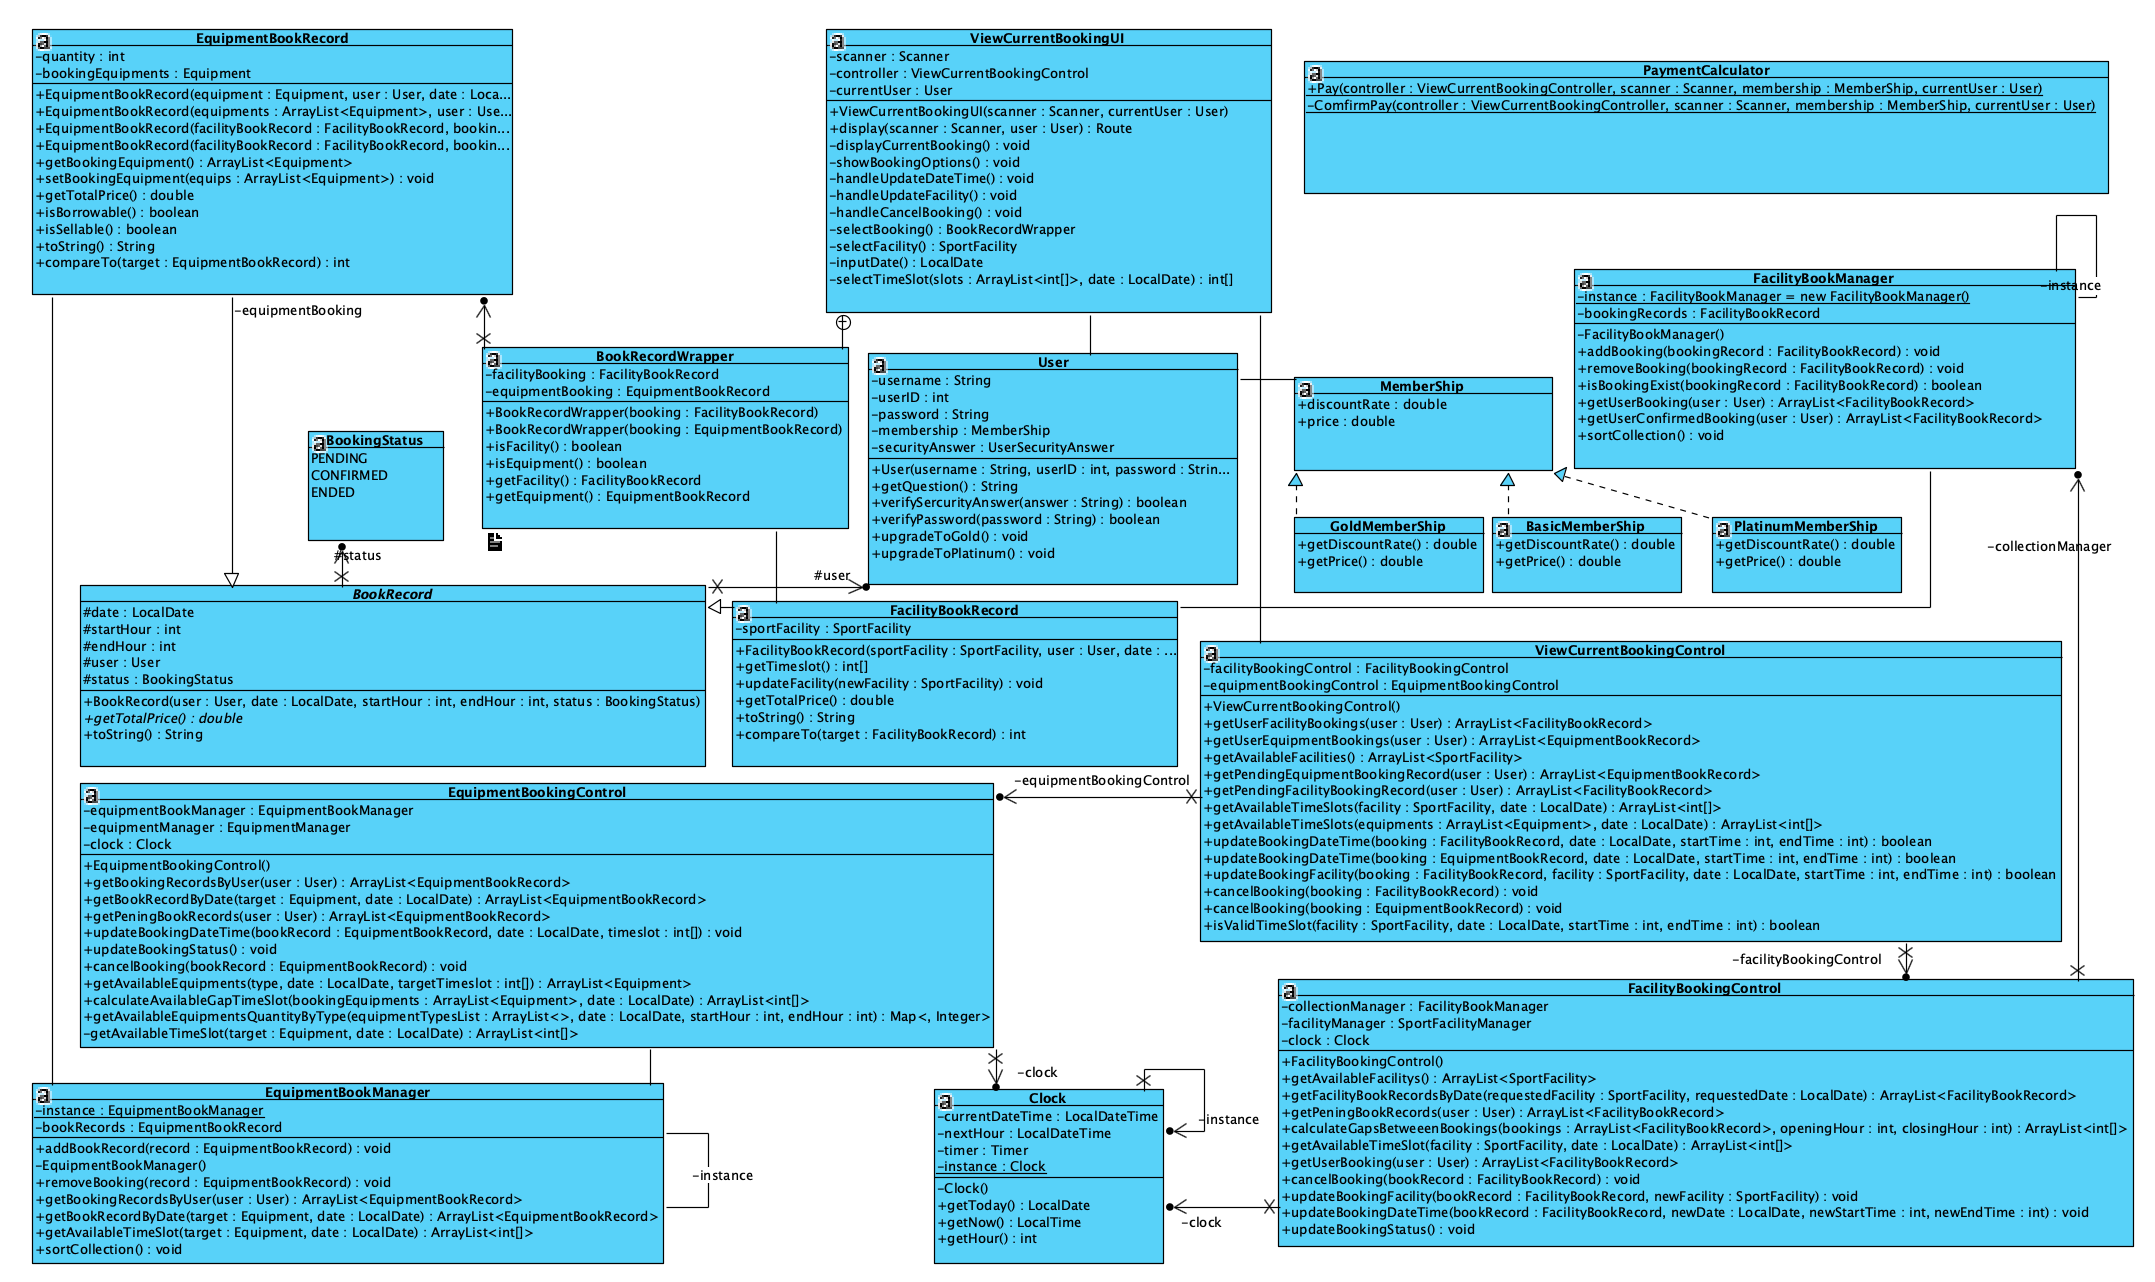 EquipmentBookRecord
-quantity : int
-bookingEquipments : Equipment
+EquipmentBookRecord(equipment : Equipment, user : User, date : Loca...
+EquipmentBookRecord(equipments : ArrayList<Equipment>, user : Use...
+EquipmentBookRecord(facilityBookRecord : FacilityBookRecord, bookin...
+EquipmentBookRecord(facilityBookRecord : FacilityBookRecord, bookin...
+getBookingEquipment() : ArrayList<Equipment>
+setBookingEquipment(equips : ArrayList<Equipment>) : void
+getTotalPrice() : double
+isBorrowable() : boolean
+isSellable() : boolean
+toString() : String
+compareTo(target : EquipmentBookRecord) : int
ViewCurrentBookingUI
-scanner : Scanner
-controller : ViewCurrentBookingControl
-currentUser : User
+ViewCurrentBookingUI(scanner : Scanner, currentUser : User)
+display(scanner : Scanner, user : User) : Route
-displayCurrentBooking() : void
-showBookingOptions() : void
-handleUpdateDateTime() : void
-handleUpdateFacility() : void
-handleCancelBooking() : void
-selectBooking() : BookRecordWrapper
-selectFacility() : SportFacility
-inputDate() : LocalDate
-selectTimeSlot(slots : ArrayList<int[]>, date : LocalDate) : int[]
PaymentCalculator
+Pay(controller : ViewCurrentBookingController, scanner : Scanner, membership : MemberShip, currentUser : User)
-ComfirmPay(controller : ViewCurrentBookingController, scanner : Scanner, membership : MemberShip, currentUser : User)
FacilityBookManager
-instance : FacilityBookManager = new FacilityBookManager()
-bookingRecords : FacilityBookRecord
-FacilityBookManager()
+addBooking(bookingRecord : FacilityBookRecord) : void
+removeBooking(bookingRecord : FacilityBookRecord) : void
+isBookingExist(bookingRecord : FacilityBookRecord) : boolean
+getUserBooking(user : User) : ArrayList<FacilityBookRecord>
+getUserConfirmedBooking(user : User) : ArrayList<FacilityBookRecord>
+sortCollection() : void
-instance
-equipmentBooking
BookRecordWrapper
-facilityBooking : FacilityBookRecord
-equipmentBooking : EquipmentBookRecord
+BookRecordWrapper(booking : FacilityBookRecord)
+BookRecordWrapper(booking : EquipmentBookRecord)
+isFacility() : boolean
+isEquipment() : boolean
+getFacility() : FacilityBookRecord
+getEquipment() : EquipmentBookRecord
User
-username : String
-userID : int
-password : String
-membership : MemberShip
-securityAnswer : UserSecurityAnswer
+User(username : String, userID : int, password : Strin...
+getQuestion() : String
+verifySercurityAnswer(answer : String) : boolean
+verifyPassword(password : String) : boolean
+upgradeToGold() : void
+upgradeToPlatinum() : void
MemberShip
+discountRate : double
+price : double
GoldMemberShip
+getDiscountRate() : double
+getPrice() : double
BasicMemberShip
+getDiscountRate() : double
+getPrice() : double
PlatinumMemberShip
+getDiscountRate() : double
+getPrice() : double
-collectionManager
BookingStatus
PENDING
CONFIRMED
ENDED
#status
#user
BookRecord
#date : LocalDate
#startHour : int
#endHour : int
#user : User
#status : BookingStatus
+BookRecord(user : User, date : LocalDate, startHour : int, endHour : int, status : BookingStatus)
+getTotalPrice() : double
+toString() : String
FacilityBookRecord
-sportFacility : SportFacility
+FacilityBookRecord(sportFacility : SportFacility, user : User, date : ...
+getTimeslot() : int[]
+updateFacility(newFacility : SportFacility) : void
+getTotalPrice() : double
+toString() : String
+compareTo(target : FacilityBookRecord) : int
ViewCurrentBookingControl
-facilityBookingControl : FacilityBookingControl
-equipmentBookingControl : EquipmentBookingControl
+ViewCurrentBookingControl()
+getUserFacilityBookings(user : User) : ArrayList<FacilityBookRecord>
+getUserEquipmentBookings(user : User) : ArrayList<EquipmentBookRecord>
+getAvailableFacilities() : ArrayList<SportFacility>
+getPendingEquipmentBookingRecord(user : User) : ArrayList<EquipmentBookRecord>
+getPendingFacilityBookingRecord(user : User) : ArrayList<FacilityBookRecord>
+getAvailableTimeSlots(facility : SportFacility, date : LocalDate) : ArrayList<int[]>
+getAvailableTimeSlots(equipments : ArrayList<Equipment>, date : LocalDate) : ArrayList<int[]>
+updateBookingDateTime(booking : FacilityBookRecord, date : LocalDate, startTime : int, endTime : int) : boolean
+updateBookingDateTime(booking : EquipmentBookRecord, date : LocalDate, startTime : int, endTime : int) : boolean
+updateBookingFacility(booking : FacilityBookRecord, facility : SportFacility, date : LocalDate, startTime : int, endTime : int) : boolean
+cancelBooking(booking : FacilityBookRecord) : void
+cancelBooking(booking : EquipmentBookRecord) : void
+isValidTimeSlot(facility : SportFacility, date : LocalDate, startTime : int, endTime : int) : boolean
-equipmentBookingControl
-facilityBookingControl
EquipmentBookingControl
-equipmentBookManager : EquipmentBookManager
-equipmentManager : EquipmentManager
-clock : Clock
+EquipmentBookingControl()
+getBookingRecordsByUser(user : User) : ArrayList<EquipmentBookRecord>
+getBookRecordByDate(target : Equipment, date : LocalDate) : ArrayList<EquipmentBookRecord>
+getPeningBookRecords(user : User) : ArrayList<EquipmentBookRecord>
+updateBookingDateTime(bookRecord : EquipmentBookRecord, date : LocalDate, timeslot : int[]) : void
+updateBookingStatus() : void
+cancelBooking(bookRecord : EquipmentBookRecord) : void
+getAvailableEquipments(type, date : LocalDate, targetTimeslot : int[]) : ArrayList<Equipment>
+calculateAvailableGapTimeSlot(bookingEquipments : ArrayList<Equipment>, date : LocalDate) : ArrayList<int[]>
+getAvailableEquipmentsQuantityByType(equipmentTypesList : ArrayList<>, date : LocalDate, startHour : int, endHour : int) : Map<, Integer>
-getAvailableTimeSlot(target : Equipment, date : LocalDate) : ArrayList<int[]>
FacilityBookingControl
-collectionManager : FacilityBookManager
-facilityManager : SportFacilityManager
-clock : Clock
+FacilityBookingControl()
+getAvailableFacilitys() : ArrayList<SportFacility>
+getFacilityBookRecordsByDate(requestedFacility : SportFacility, requestedDate : LocalDate) : ArrayList<FacilityBookRecord>
+getPeningBookRecords(user : User) : ArrayList<FacilityBookRecord>
+calculateGapsBetweeenBookings(bookings : ArrayList<FacilityBookRecord>, openingHour : int, closingHour : int) : ArrayList<int[]>
+getAvailableTimeSlot(facility : SportFacility, date : LocalDate) : ArrayList<int[]>
+getUserBooking(user : User) : ArrayList<FacilityBookRecord>
+cancelBooking(bookRecord : FacilityBookRecord) : void
+updateBookingFacility(bookRecord : FacilityBookRecord, newFacility : SportFacility) : void
+updateBookingDateTime(bookRecord : FacilityBookRecord, newDate : LocalDate, newStartTime : int, newEndTime : int) : void
+updateBookingStatus() : void
EquipmentBookManager
-instance : EquipmentBookManager
-bookRecords : EquipmentBookRecord
+addBookRecord(record : EquipmentBookRecord) : void
-EquipmentBookManager()
+removeBooking(record : EquipmentBookRecord) : void
+getBookingRecordsByUser(user : User) : ArrayList<EquipmentBookRecord>
+getBookRecordByDate(target : Equipment, date : LocalDate) : ArrayList<EquipmentBookRecord>
+getAvailableTimeSlot(target : Equipment, date : LocalDate) : ArrayList<int[]>
+sortCollection() : void
-instance
-clock
Clock
-currentDateTime : LocalDateTime
-nextHour : LocalDateTime
-timer : Timer
-instance : Clock
-Clock()
+getToday() : LocalDate
+getNow() : LocalTime
+getHour() : int
-instance
-clock